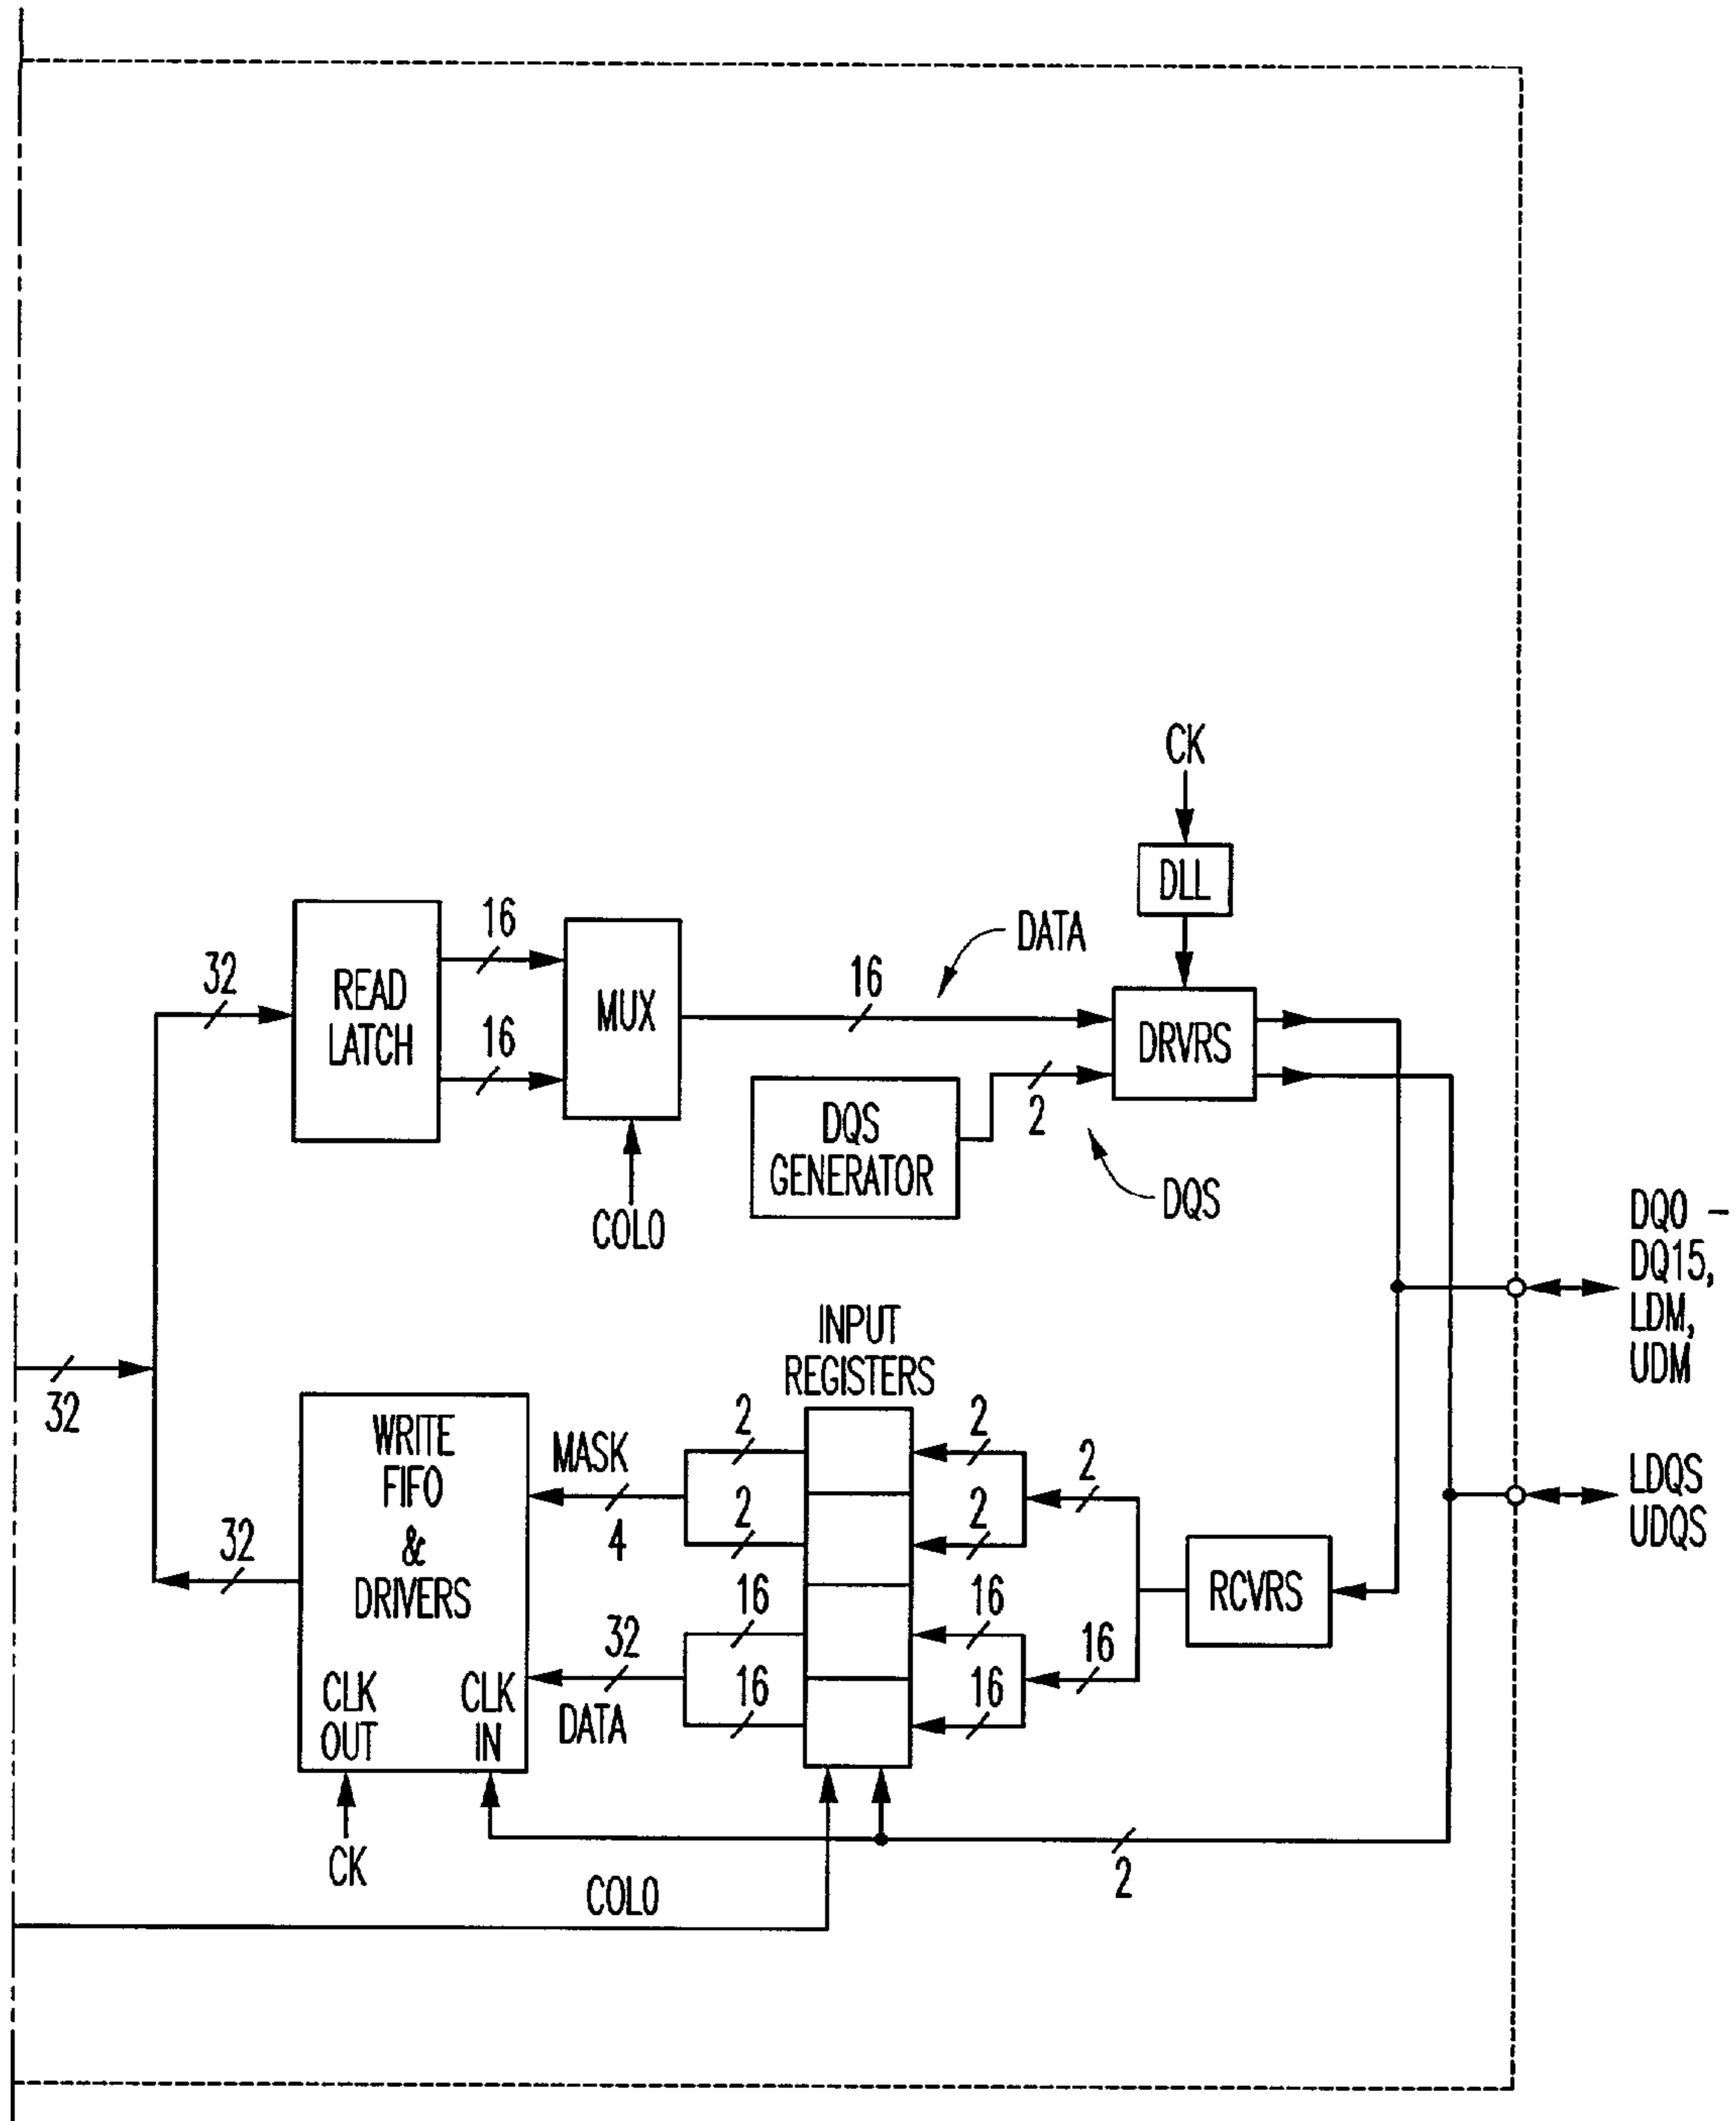 CK
DLL
DATA
16
16
32
READ
LATCH
MUX
16
DRVRS
16
2
DQS
GENERATOR
DQS
COL0
DQ0 -
DQ15,
LDM,
UDM
INPUT
REGISTERS
32
WRITE
FIFO
&
DRIVERS
MASK
4
2
2
2
2
2
LDQS
UDQS
32
RCVRS
16
16
32
DATA
16
16
16
CLK
OUT
CLK
IN
CK
2
COL0